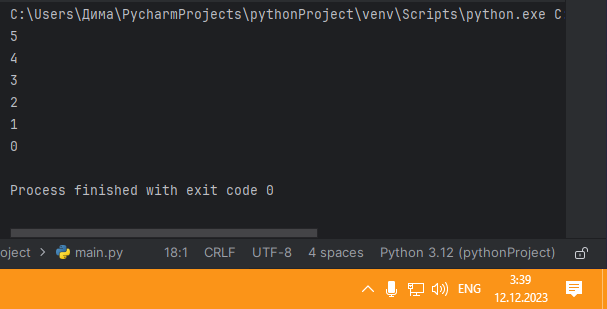 C:\Users\Дима\PycharmProjects\pythonProject\venv\Scripts\python.exe C
5
4
3
2
1
0
Process finished with exit code 0
oject > main.py 18:1 CRLF UTF-8 4 spaces Python 3.12 (pythonProject)
ENG 3:39
12.12.2023